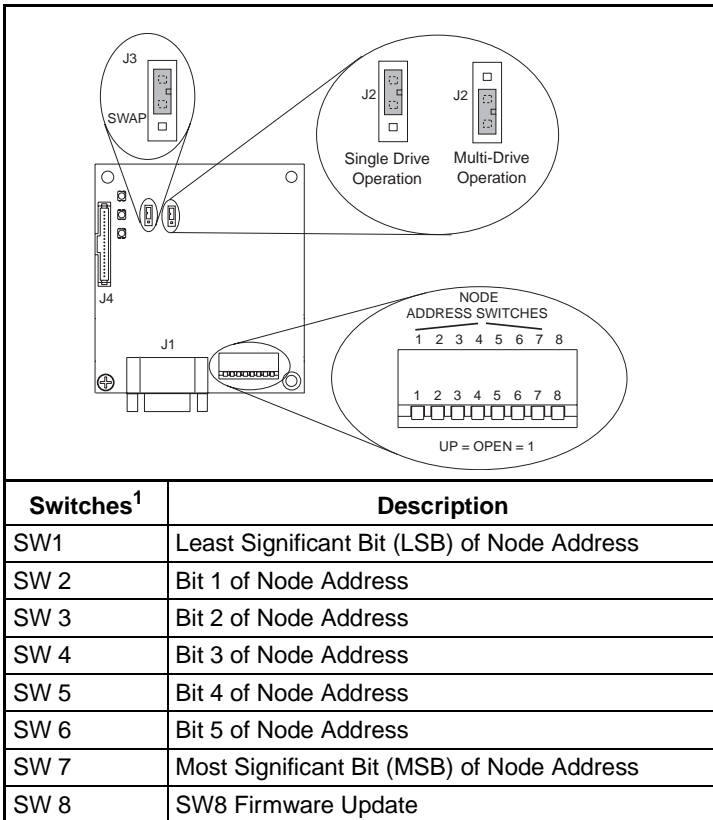 J3
SWAP
J2
J2
Single Drive
Operation
Multi-Drive
Operation
J4
J1
NODE
ADDRESS SWITCHES
1 2 3 4 5 6 7 8
1 2 3 4 5 6 7 8
UP = OPEN = 1
Switches1 Description
SW1 Least Significant Bit (LSB) of Node Address
SW 2 Bit 1 of Node Address
SW 3 Bit 2 of Node Address
SW 4 Bit 3 of Node Address
SW 5 Bit 4 of Node Address
SW 6 Bit 5 of Node Address
SW 7 Most Significant Bit (MSB) of Node Address
SW 8 SW8 Firmware Update